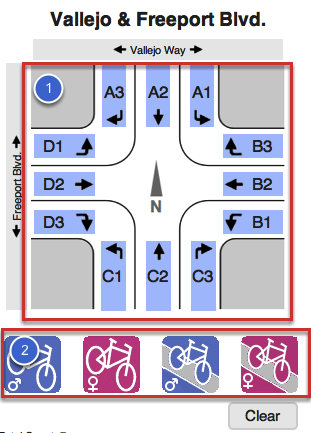 Vallejo & Freeport Blvd.
Vallejo Way
1
A3 A2 A1
Freeport Blvd.
D1 B3
D2 N B2
D3 B1
C1 C2 C3
2
Clear